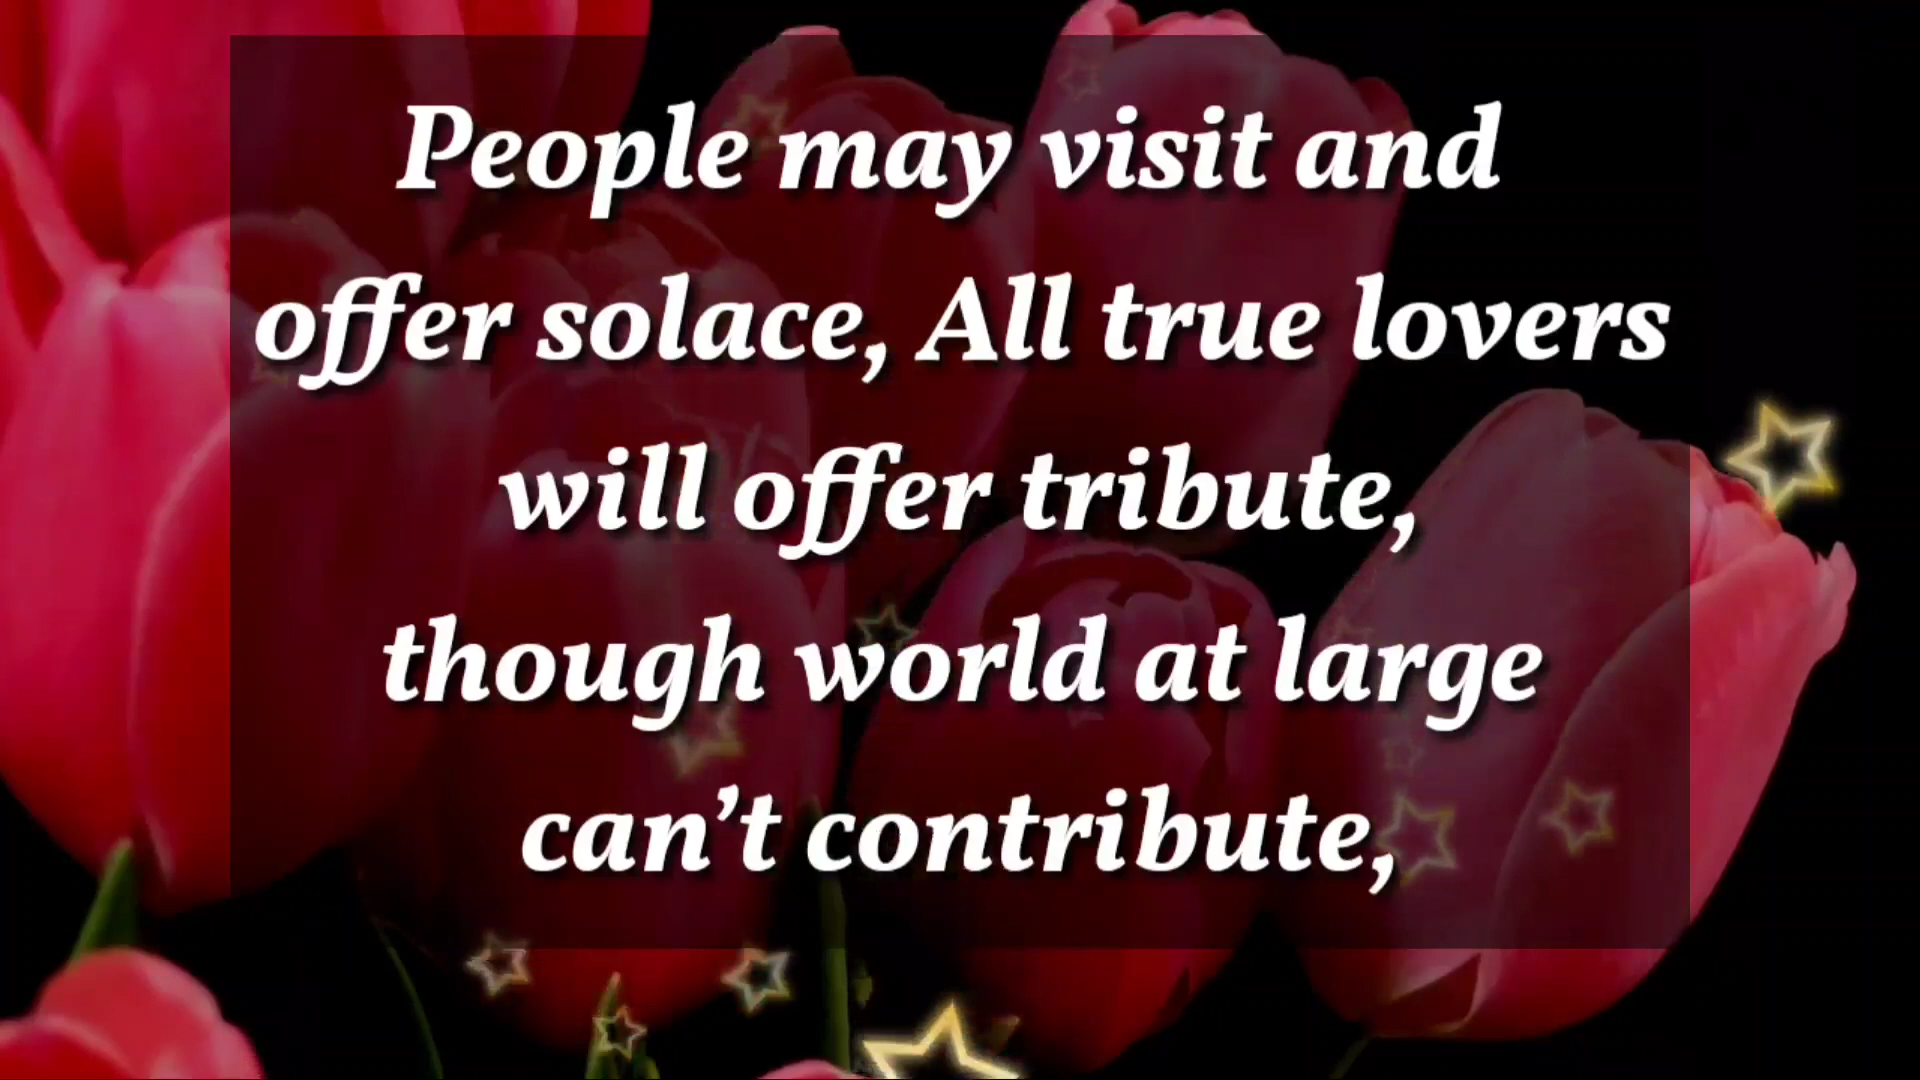 People may visit and
offer solace, All true lovers
will offer tribute,
though world at large
can’t contribute,